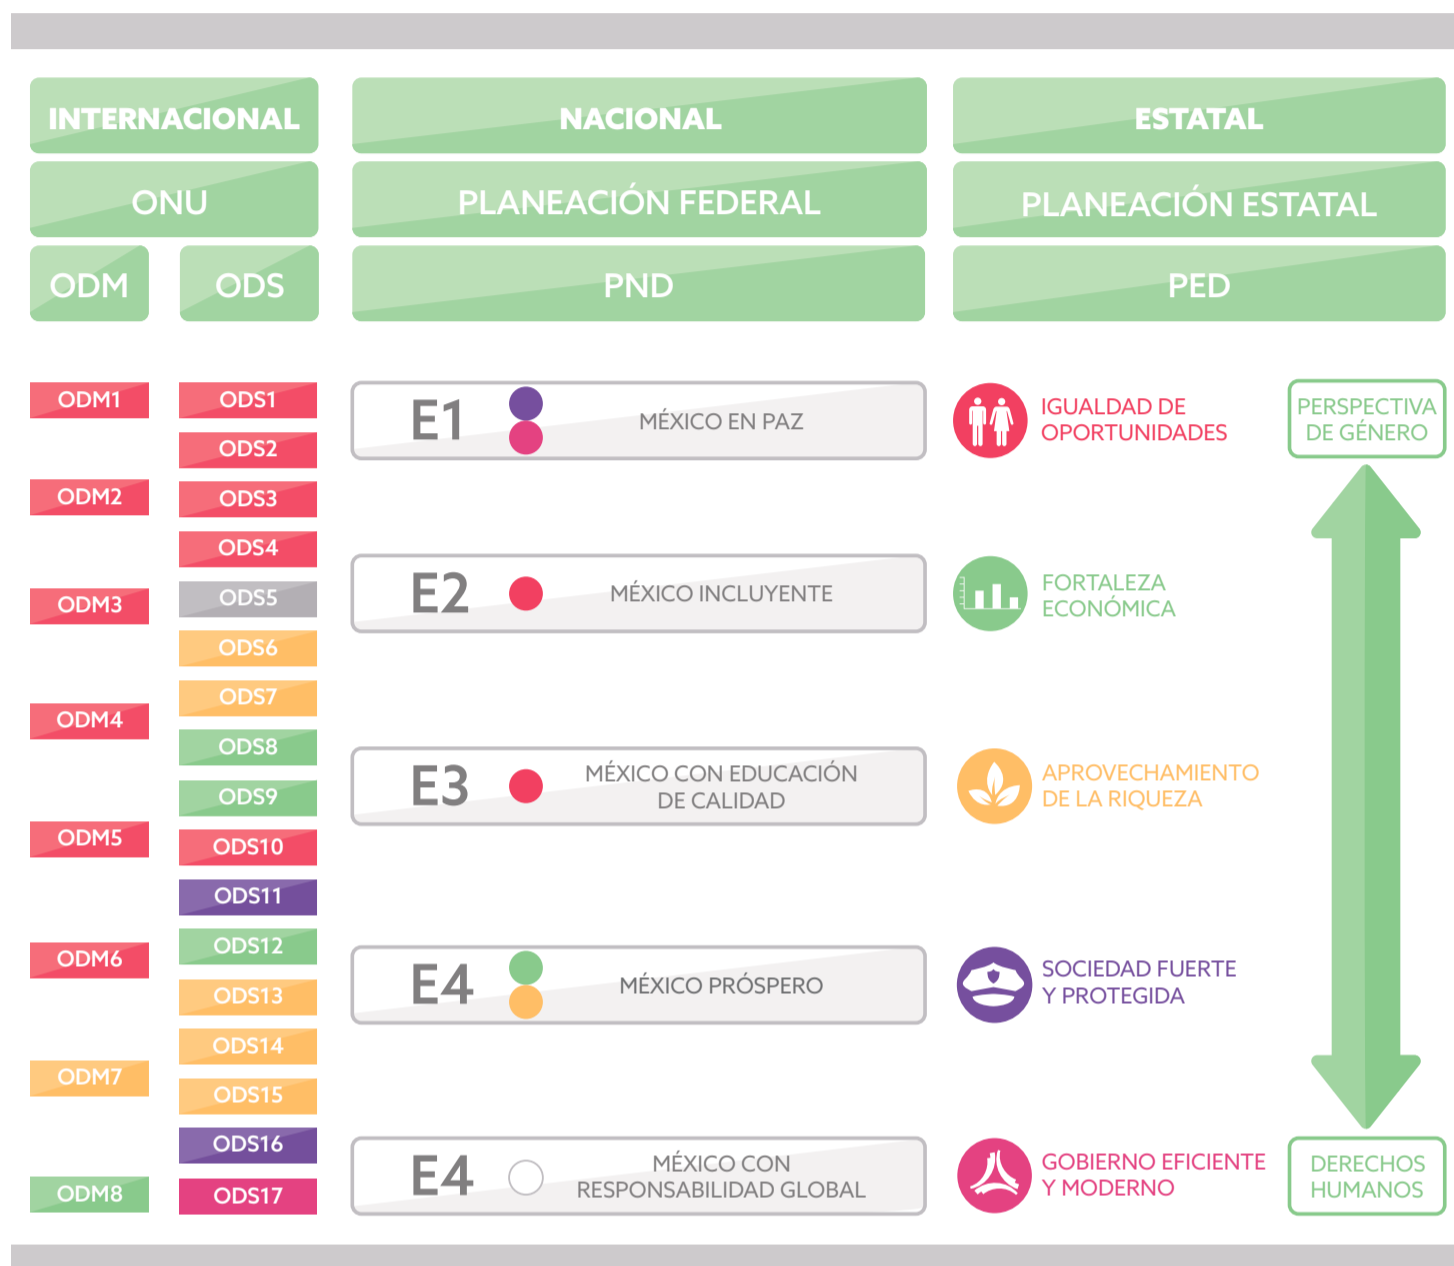 INTERNACIONAL
NACIONAL
ESTATAL
ONU
PLANEACIÓN FEDERAL
PLANEACIÓN ESTATAL
ODM
ODS
PND
PED
ODM1
ODM2
ODM3
ODM4
ODM5
ODM6
ODM7
ODM8
ODS1
ODS2
ODS3
ODS4
ODS5
ODS6
ODS7
ODS8
ODS9
ODS10
ODS11
ODS12
ODS13
ODS14
ODS15
ODS16
ODS17
E1
MÉXICO EN PAZ
E2
MÉXICO INCLUYENTE
E3
MÉXICO CON EDUCACIÓN
DE CALIDAD
E4
MÉXICO PRÓSPERO
E4
MÉXICO CON
RESPONSABILIDAD GLOBAL
IGUALDAD DE
OPORTUNIDADES
FORTALEZA
ECONÓMICA
APROVECHAMIENTO
DE LA RIQUEZA
SOCIEDAD FUERTE
Y PROTEGIDA
GOBIERNO EFICIENTE
Y MODERNO
PERSPECTIVA
DE GÉNERO
DERECHOS
HUMANOS